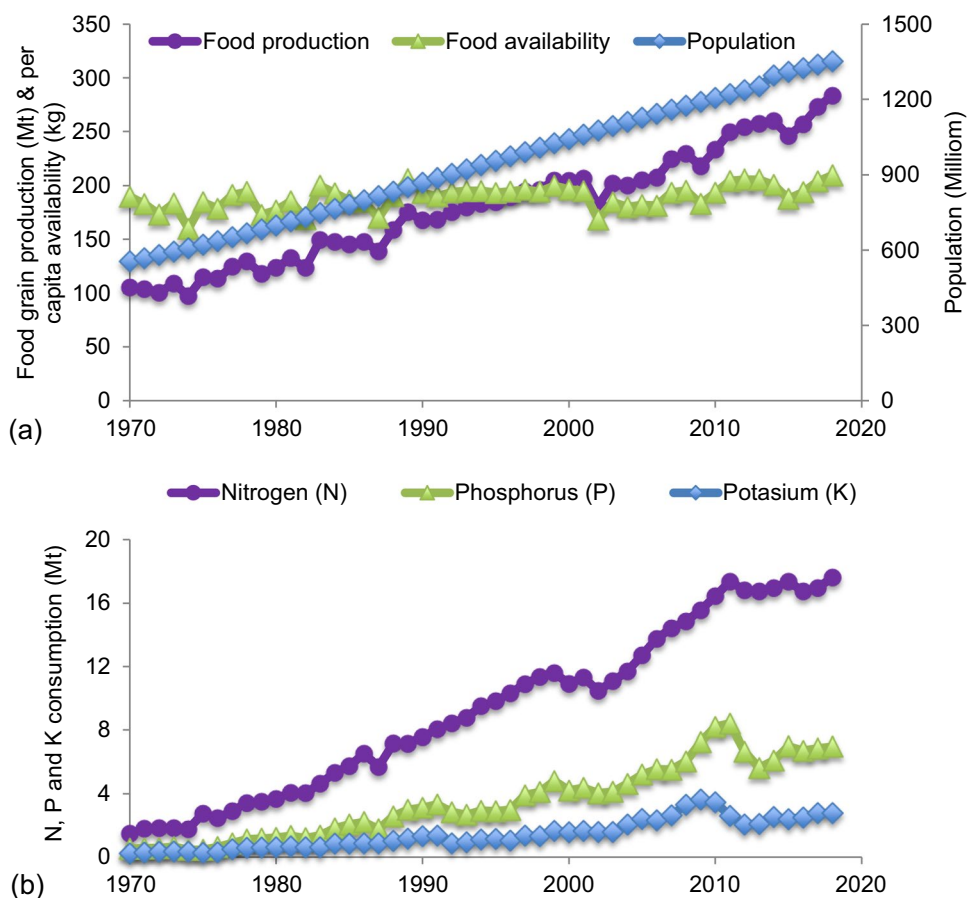 350
300
250
200
150
100
50
0
Food grain production (Mt) & per
capita availability (kg)
Food production
Food availability
Population
1500
1200
900
600
300
0
Population (Milliom)
1970
1980
1990
2000
2010
2020
(a)
Nitrogen (N)
Phosphorus (P)
Potasium (K)
20
16
12
8
4
0
N, P and K consumption (Mt)
1970
1980
1990
2000
2010
2020
(b)